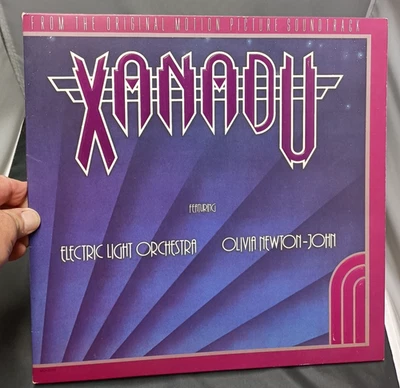 FROM THE ORIGINAL MOTION PICTURE SOUNDTRACK
XANADU
FEATURING
ELECTRIC LIGHT ORCHESTRA OLIVIA NEWTON-JOHN